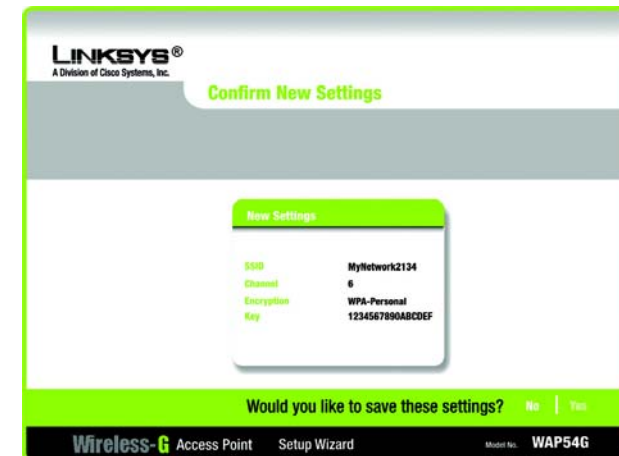 LINKSYS®
A Division of Cisco Systems, Inc.
Confirm New Settings
New Settings
SSID MyNetwork2134
Channel 6
Encryption WPA-Personal
Key 1234567890ABCDEF
Would you like to save these settings? No | Yes
Wireless-G Access Point Setup Wizard Model No. WAP54G